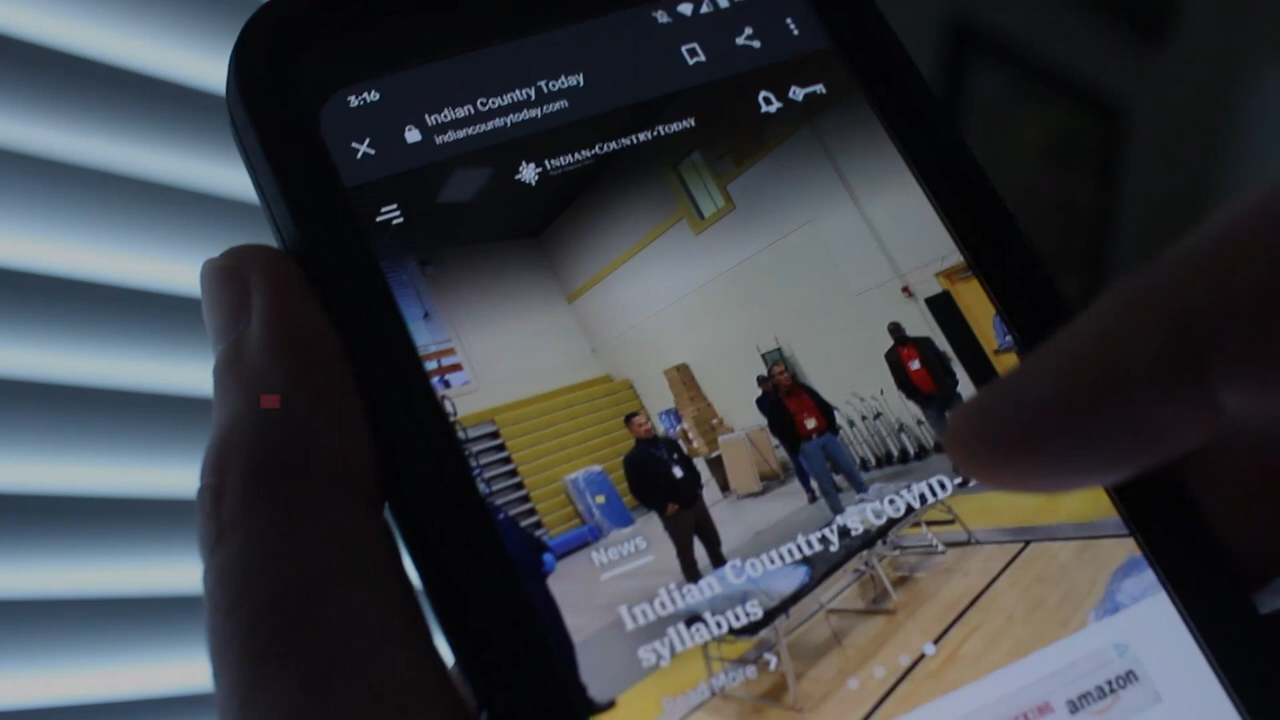 3:16
Indian Country Today
indiancountrytoday.com
INDIAN•COUNTRY•TODAY
News
Indian Country's COVID-
syllabus
Read More
amazon